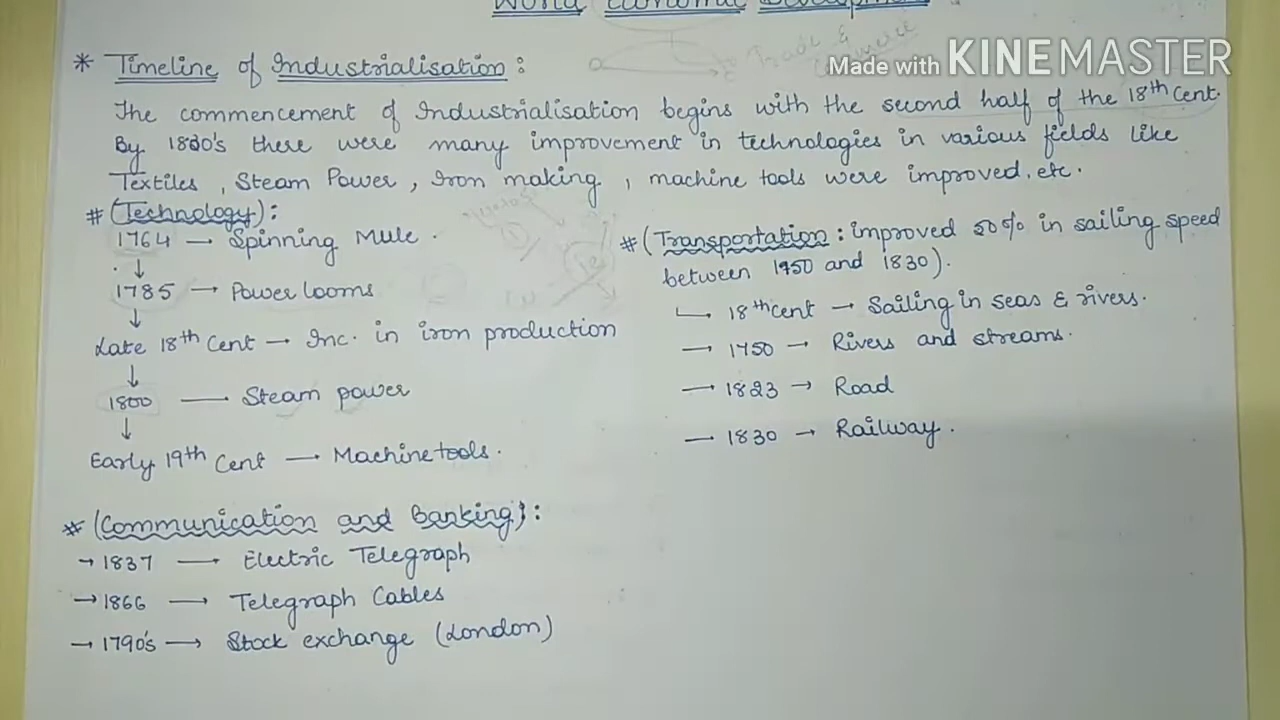 World Economic Development
* Timeline of Industrialisation:
Made with KINEMASTER
The commencement of Industrialisation begins with the second half of the 18th Cent.
By 1820's there were many improvement in technologies in various fields like
Textiles, Steam Power, Iron making, machine tools were improved. etc.
# (Technology):
1764 — Spinning Mule.
↓
1785 → Power looms
↓
Late 18th Cent → Inc. in iron production
↓
1800 — Steam power
↓
Early 19th Cent — Machine tools.
# (Transportation: improved 50% in sailing speed
between 1750 and 1830).
↳ 18th cent → Sailing in seas & rivers.
— 1750 → Rivers and streams.
— 1823 → Road
— 1830 → Railway.
# (Communication and Banking):
→ 1837 → Electric Telegraph
→ 1866 → Telegraph Cables
→ 1790's → Stock exchange (London)